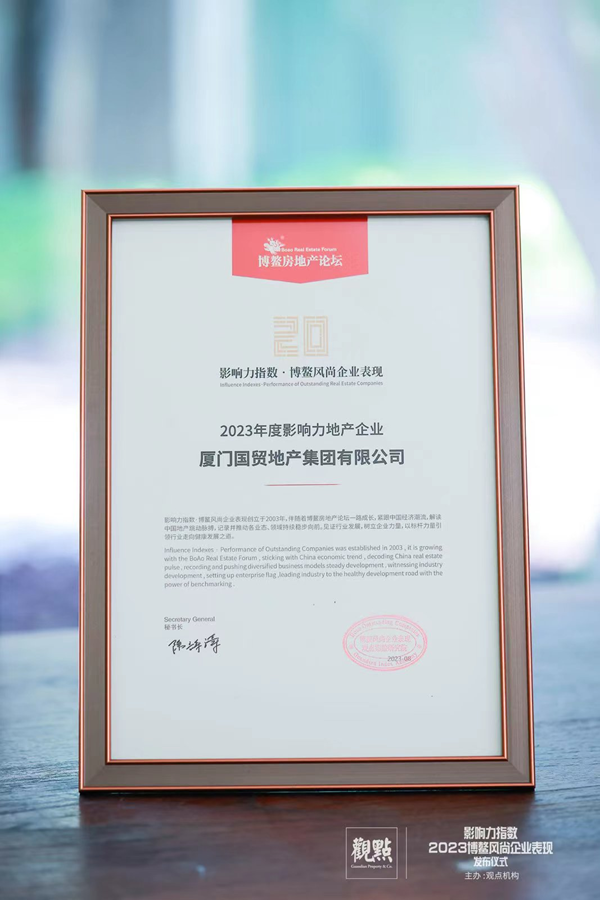 BoAo Real Estate Forum
博鳌房地产论坛
20
影响力指数·博鳌风尚企业表现
Influence Indexes·Performance of Outstanding Real Estate Companies
2023年度影响力地产企业
厦门国贸地产集团有限公司
影响力指数·博鳌风尚企业表现创立于2003年，伴随着博鳌房地产论坛一路成长，紧跟中国经济潮流，解读
中国地产脉动脉搏，记录并推动各业态、领域持续稳步向前，见证行业发展，树立企业力量，以标杆力量引
领行业走向健康发展之道。
Influence Indexes · Performance of Outstanding Companies was established in 2003 , it is growing
with the BoAo Real Estate Forum , sticking with China economic trend , decoding China real estate
pulse , recording and pushing diversified business models steady development , witnessing industry
development , setting up enterprise flag ,leading industry to the healthy development road with the
power of benchmarking .
Secretary General
秘书长
2023-08
觀點
Guandian Property & Co.
影响力指数
2023博鳌风尚企业表现
发布仪式
主办:观点机构